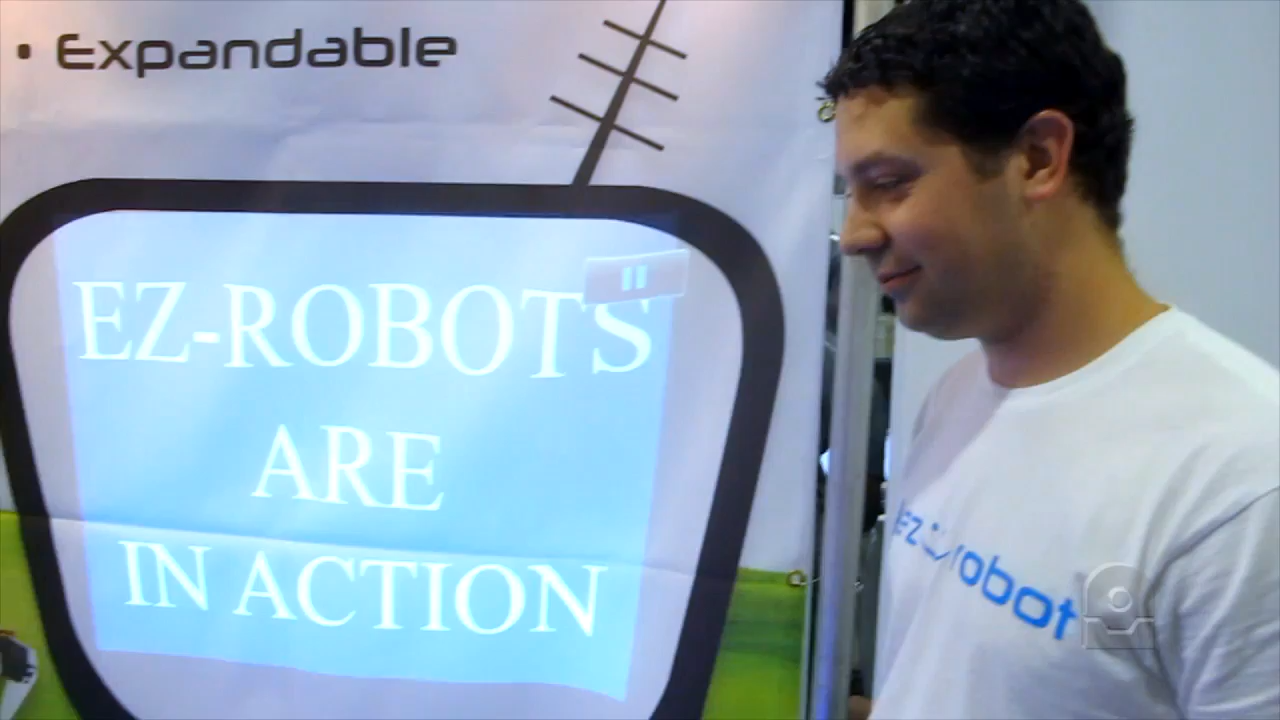 • Expandable
EZ-ROBOTS
ARE
IN ACTION
ez robot